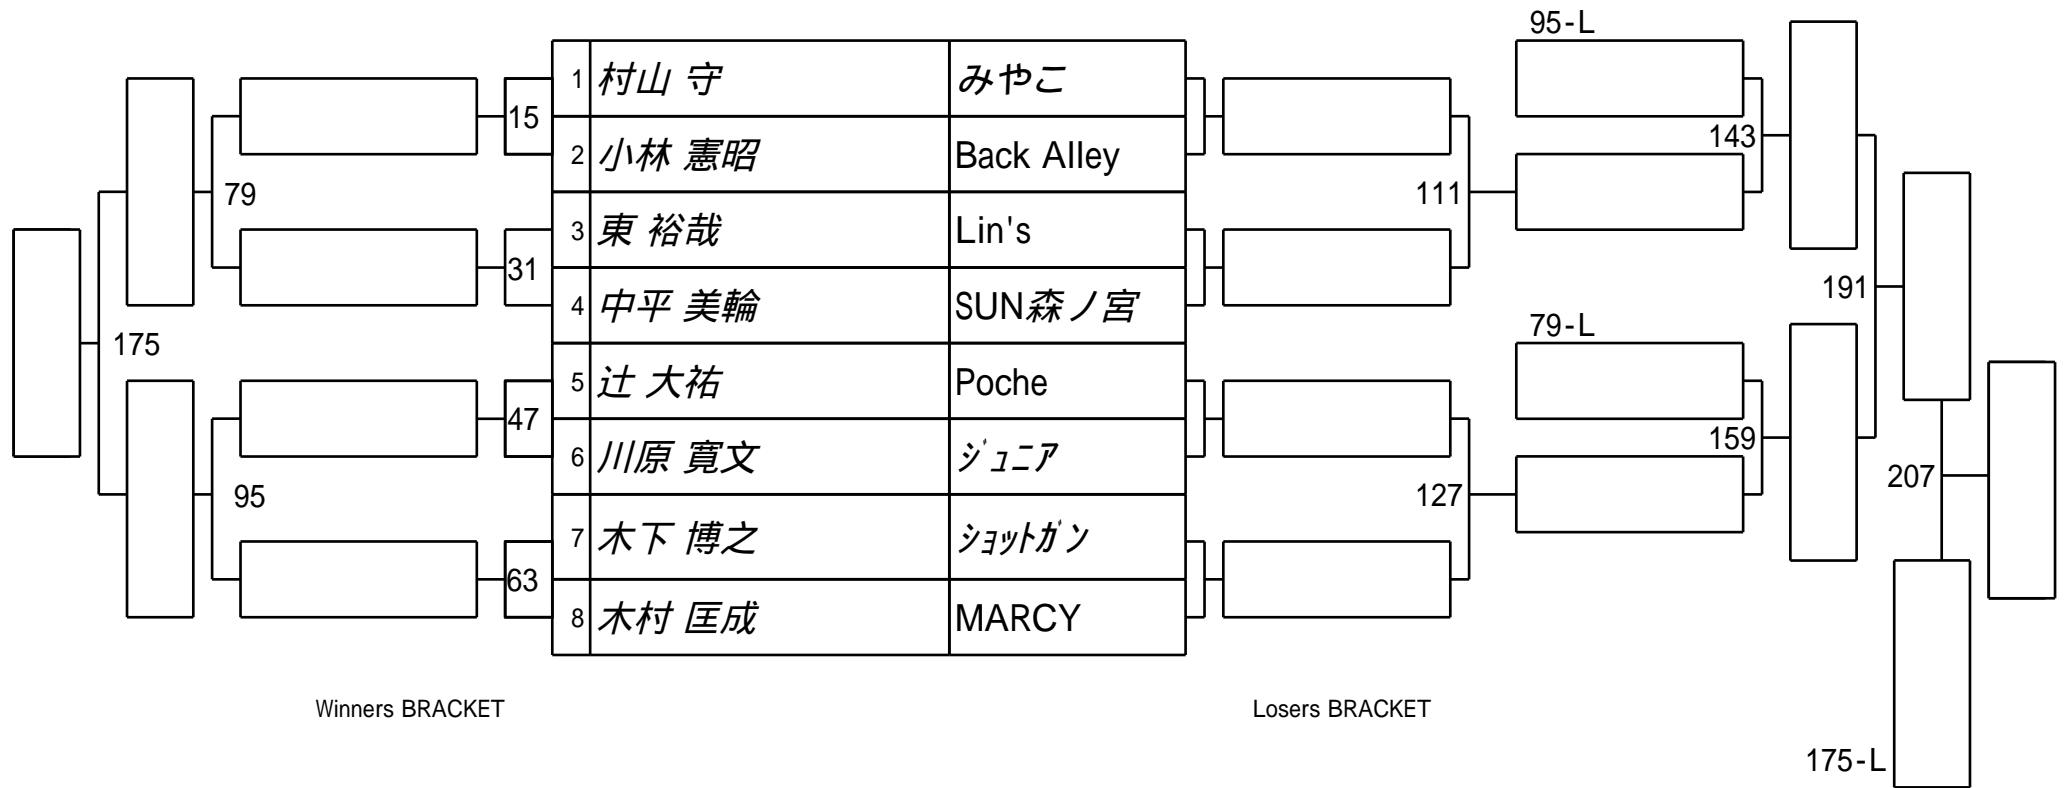 95-L
1 村山 守 みやこ
15
143
2 小林 憲昭 Back Alley
79
111
3 東 裕哉 Lin's
31
191
4 中平 美輪 SUN森ノ宮
79-L
175
5 辻 大祐 Poche
47
159
6 川原 寛文 ｼﾞｭﾆｱ
207
95
127
7 木下 博之 ｼｮｯﾄｶﾞﾝ
63
8 木村 匡成 MARCY
Winners BRACKET
Losers BRACKET
175-L